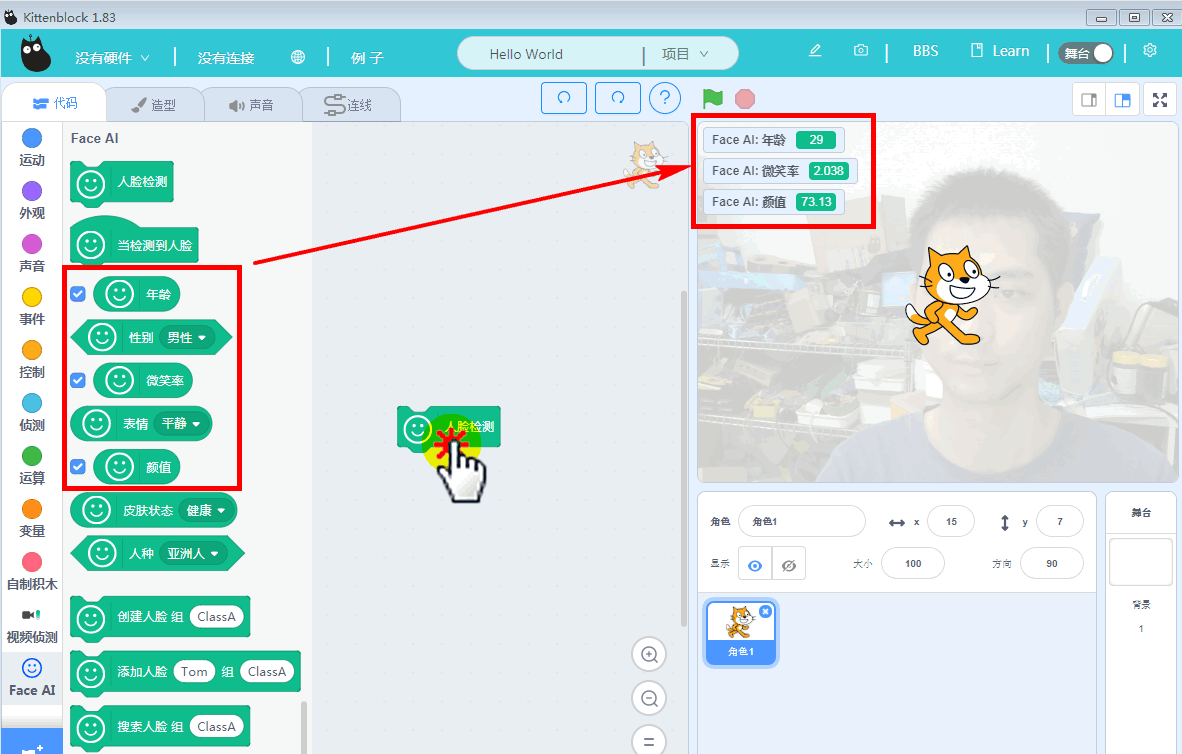 Kittenblock 1.83
没有硬件
没有连接
例子
Hello World
项目
BBS
Learn
舞台
代码
造型
声音
连线
?
运动
外观
声音
事件
控制
侦测
运算
变量
自制积木
视频侦测
Face AI
Face AI
人脸检测
当检测到人脸
年龄
性别 男性
微笑率
表情 平静
颜值
皮肤状态 健康
人种 亚洲人
创建人脸 组 ClassA
添加人脸 Tom 组 ClassA
搜索人脸 组 ClassA
人脸检测
Face AI: 年龄 29
Face AI: 微笑率 2.038
Face AI: 颜值 73.13
角色 角色1 x 15 y 7
显示 大小 100 方向 90
角色1
舞台
背景
1